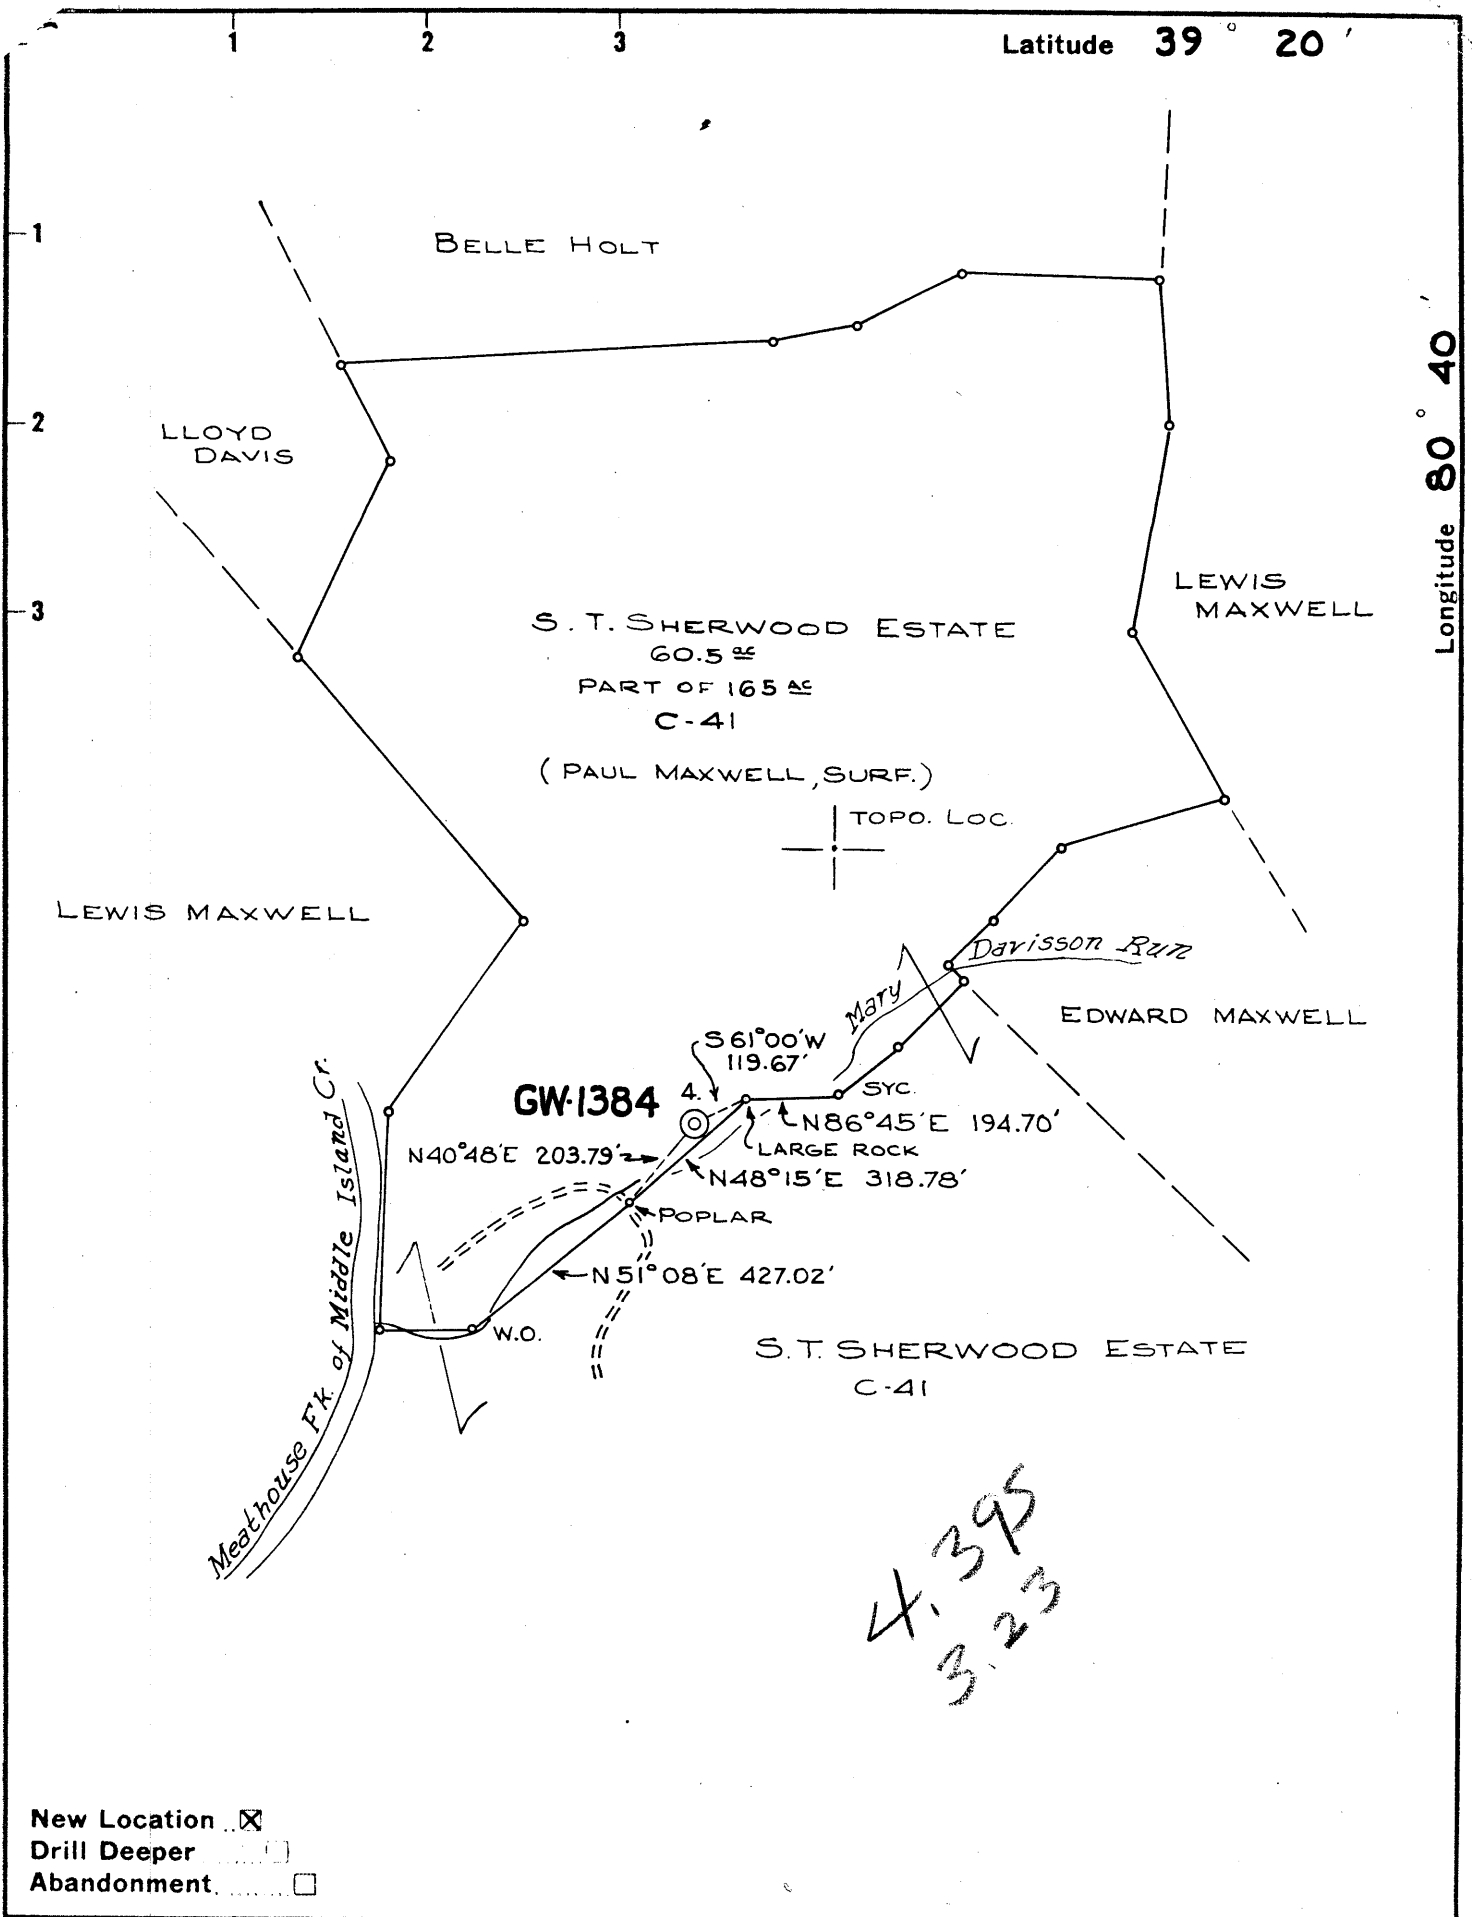 1 2 3 Latitude 39° 20'
1
2
3
Longitude 80° 40'
BELLE HOLT
LLOYD
DAVIS
LEWIS
MAXWELL
S. T. SHERWOOD ESTATE
60.5 ac
PART OF 165 AC
C-41
(PAUL MAXWELL, SURF.)
TOPO. LOC.
LEWIS MAXWELL
Davisson Run
Mary
EDWARD MAXWELL
S 61°00'W
119.67'
GW-1384 4.
SYC.
N86°45'E 194.70'
LARGE ROCK
N40°48'E 203.79'
N48°15'E 318.78'
POPLAR
N 51°08'E 427.02'
W.O.
Meathouse Fk. of Middle Island Cr.
S.T. SHERWOOD ESTATE
C-41
4.395
3.23
New Location
Drill Deeper
Abandonment